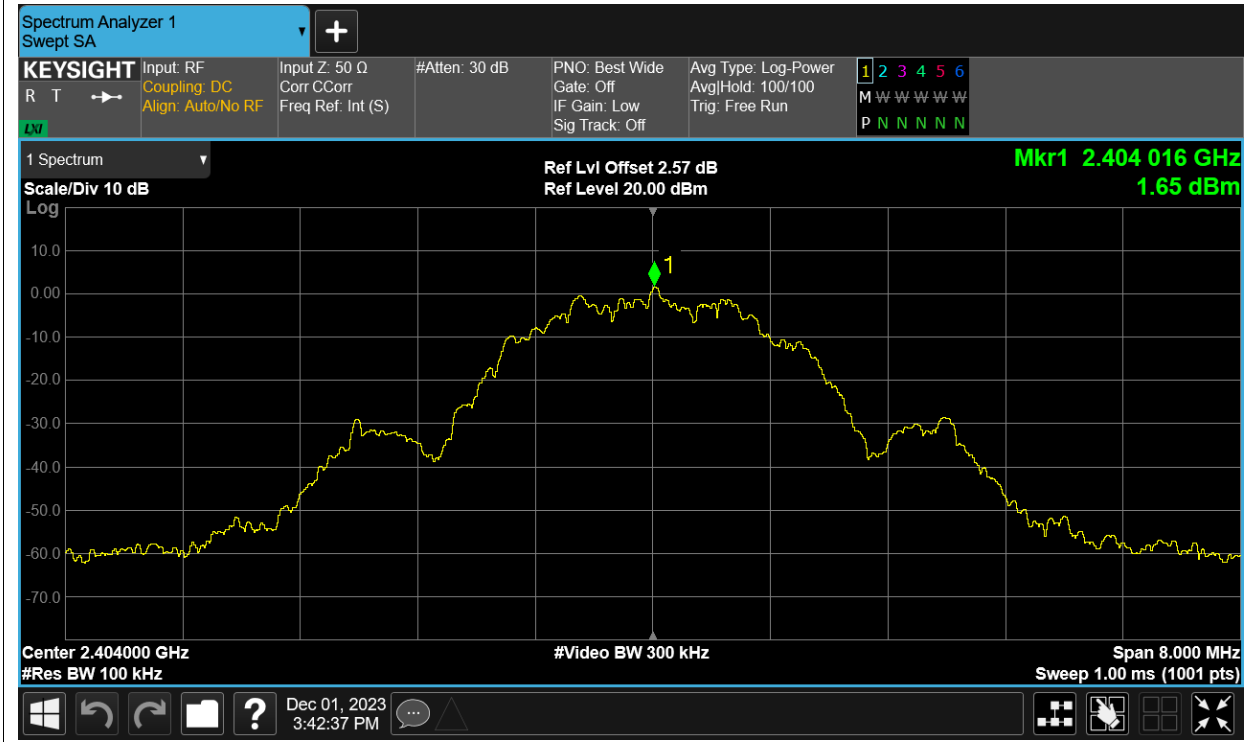 Spectrum Analyzer 1
Swept SA
+
KEYSIGHT
R T
LXI
Input: RF
Coupling: DC
Align: Auto/No RF
Input Z: 50 Ω
Corr CCorr
Freq Ref: Int (S)
#Atten: 30 dB
PNO: Best Wide
Gate: Off
IF Gain: Low
Sig Track: Off
Avg Type: Log-Power
Avg|Hold: 100/100
Trig: Free Run
1 2 3 4 5 6
M W W W W W
P N N N N N
1 Spectrum
Scale/Div 10 dB
Log
Ref Lvl Offset 2.57 dB
Ref Level 20.00 dBm
Mkr1 2.404 016 GHz
1.65 dBm
1
10.0
0.00
-10.0
-20.0
-30.0
-40.0
-50.0
-60.0
-70.0
Center 2.404000 GHz
#Res BW 100 kHz
#Video BW 300 kHz
Span 8.000 MHz
Sweep 1.00 ms (1001 pts)
?
Dec 01, 2023
3:42:37 PM